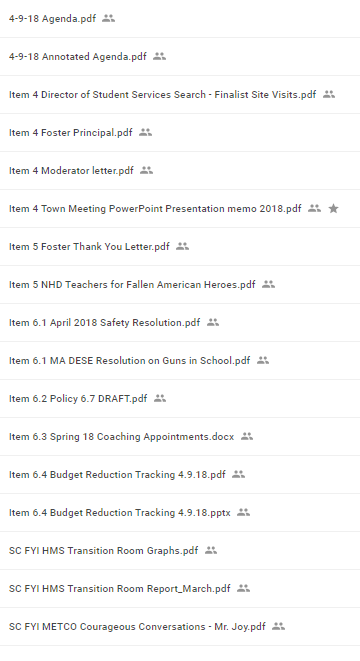 4-9-18 Agenda.pdf
4-9-18 Annotated Agenda.pdf
Item 4 Director of Student Services Search - Finalist Site Visits.pdf
Item 4 Foster Principal.pdf
Item 4 Moderator letter.pdf
Item 4 Town Meeting PowerPoint Presentation memo 2018.pdf
Item 5 Foster Thank You Letter.pdf
Item 5 NHD Teachers for Fallen American Heroes.pdf
Item 6.1 April 2018 Safety Resolution.pdf
Item 6.1 MA DESE Resolution on Guns in School.pdf
Item 6.2 Policy 6.7 DRAFT.pdf
Item 6.3 Spring 18 Coaching Appointments.docx
Item 6.4 Budget Reduction Tracking 4.9.18.pdf
Item 6.4 Budget Reduction Tracking 4.9.18.pptx
SC FYI HMS Transition Room Graphs.pdf
SC FYI HMS Transition Room Report_March.pdf
SC FYI METCO Courageous Conversations - Mr. Joy.pdf